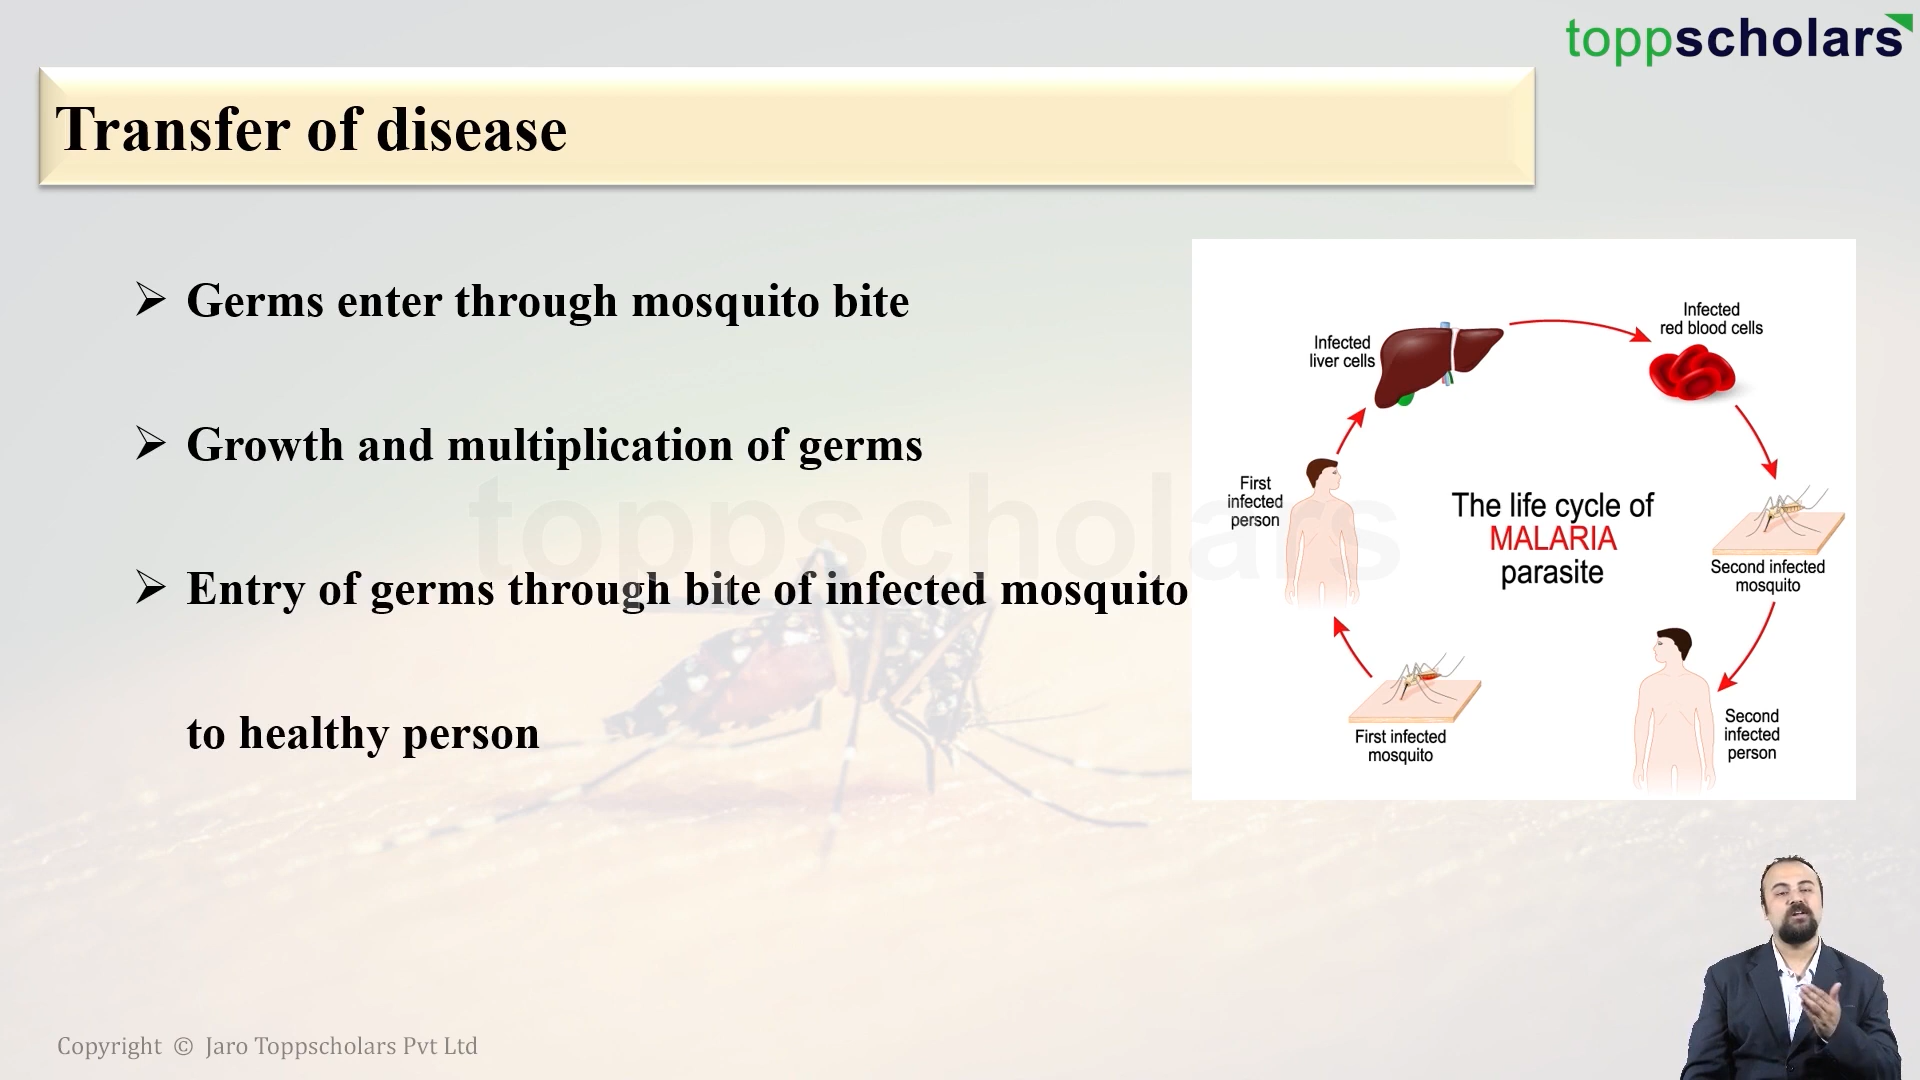 toppscholars
Transfer of disease
Germs enter through mosquito bite
Growth and multiplication of germs
Entry of germs through bite of infected mosquito
to healthy person
toppscholars
Infected
liver cells
Infected
red blood cells
First
infected
person
The life cycle of
MALARIA
parasite
Second infected
mosquito
First infected
mosquito
Second
infected
person
Copyright © Jaro Toppscholars Pvt Ltd